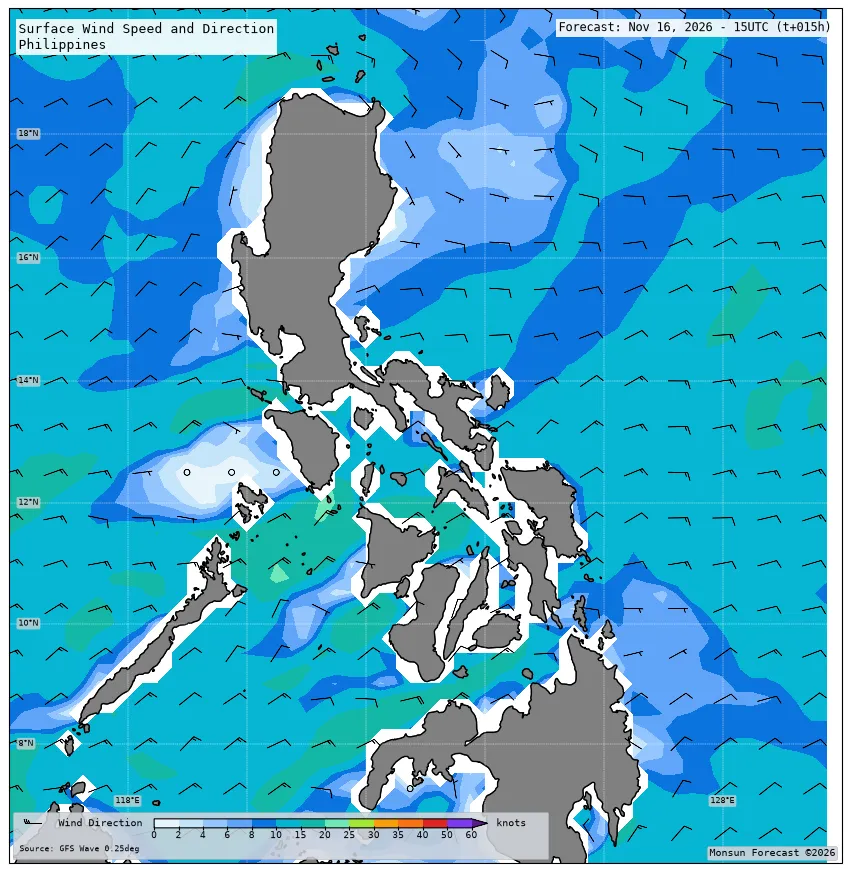 Surface Wind Speed and Direction
Philippines
Forecast: Nov 16, 2026 - 15UTC (t+015h)
18°N
16°N
14°N
12°N
10°N
8°N
118°E
128°E
Wind Direction
0 2 4 6 8 10 15 20 25 30 35 40 50 60
knots
Source: GFS Wave 0.25deg
Monsun Forecast ©2026